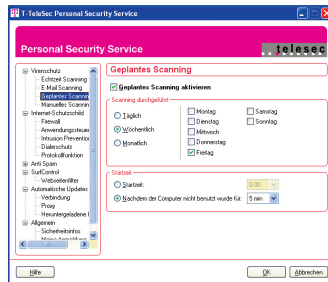 T-TeleSec Personal Security Service
Personal Security Service
telesec
Virenschutz
Echtzeit Scanning
E-Mail Scanning
Geplantes Scannin
Manuelles Scannin
Internet-Schutzschild
Firewall
Anwendungssteue
Intrusion Preventio
Dialerschutz
Protokollfunktion
Anti Spam
SurfControl
Webseitenfilter
Automatische Updates
Verbindung
Proxy
Heruntergeladene I
Allgemein
Sicherheitsinfos
Meine Anmeldung
Geplantes Scanning
Geplantes Scanning aktivieren
Scanning durchgeführt
Täglich
Wöchentlich
Monatlich
Montag
Dienstag
Mittwoch
Donnerstag
Freitag
Samstag
Sonntag
Startzeit
Startzeit:
0:00
Nachdem der Computer nicht benutzt wurde für:
5 min
Hilfe
OK
Abbrechen